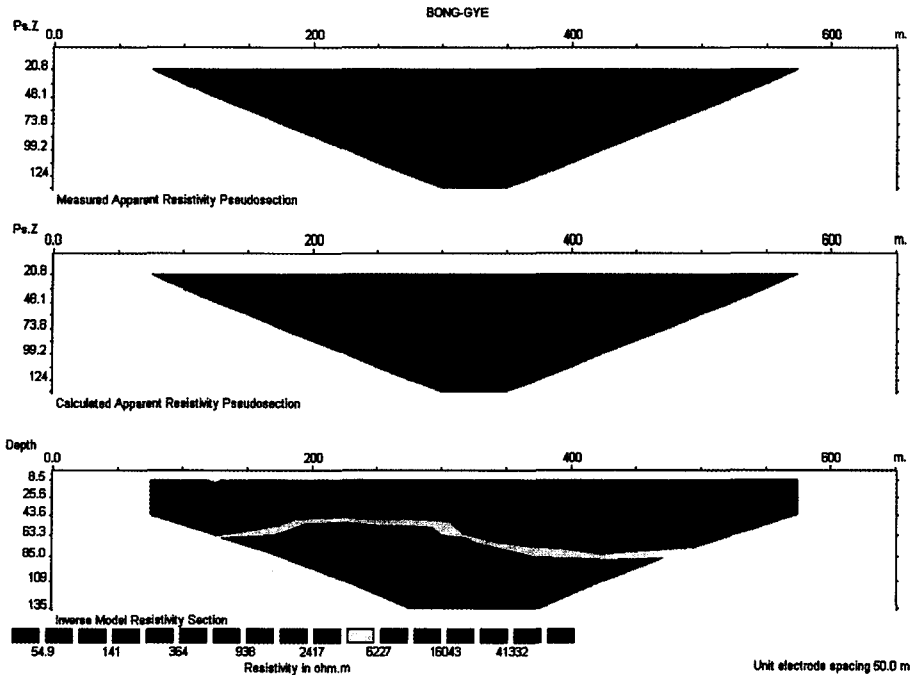 BONG-GYE
Ps.Z 0.0 200 400 600 m.
20.8
48.1
73.8
99.2
124
Measured Apparent Resistivity Pseudosection
Ps.Z 0.0 200 400 600 m.
20.8
48.1
73.8
99.2
124
Calculated Apparent Resistivity Pseudosection
Depth 0.0 200 400 600 m.
8.5
25.6
43.6
63.3
85.0
109
135
Inverse Model Resistivity Section
54.9 141 364 938 2417 6227 16043 41332
Resistivity in ohm.m Unit electrode spacing 50.0 m